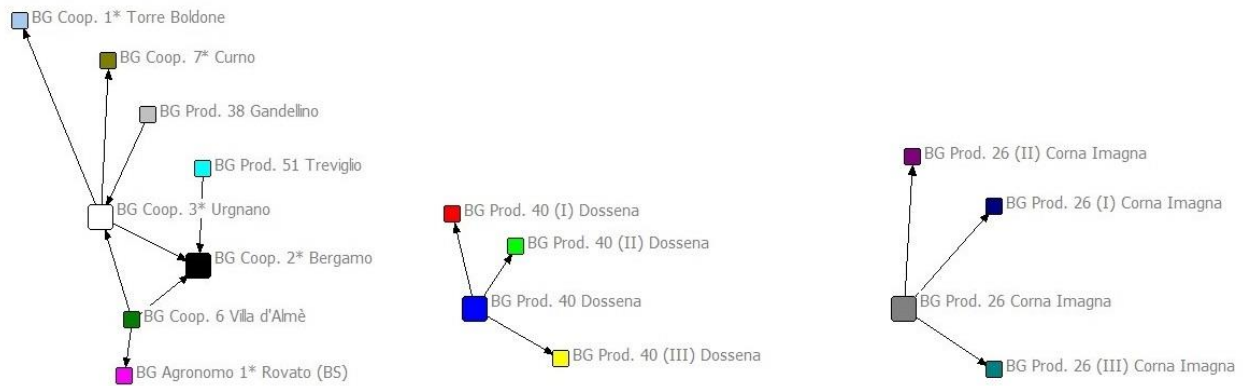 BG Coop. 1* Torre Boldone
BG Coop. 7* Curno
BG Prod. 38 Gandellino
BG Prod. 51 Treviglio
BG Coop. 3* Urgnano
BG Coop. 2* Bergamo
BG Coop. 6 Villa d'Almè
BG Agronomo 1* Rovato (BS)
BG Prod. 40 (I) Dossena
BG Prod. 40 (II) Dossena
BG Prod. 40 Dossena
BG Prod. 40 (III) Dossena
BG Prod. 26 (II) Corna Imagna
BG Prod. 26 (I) Corna Imagna
BG Prod. 26 Corna Imagna
BG Prod. 26 (III) Corna Imagna